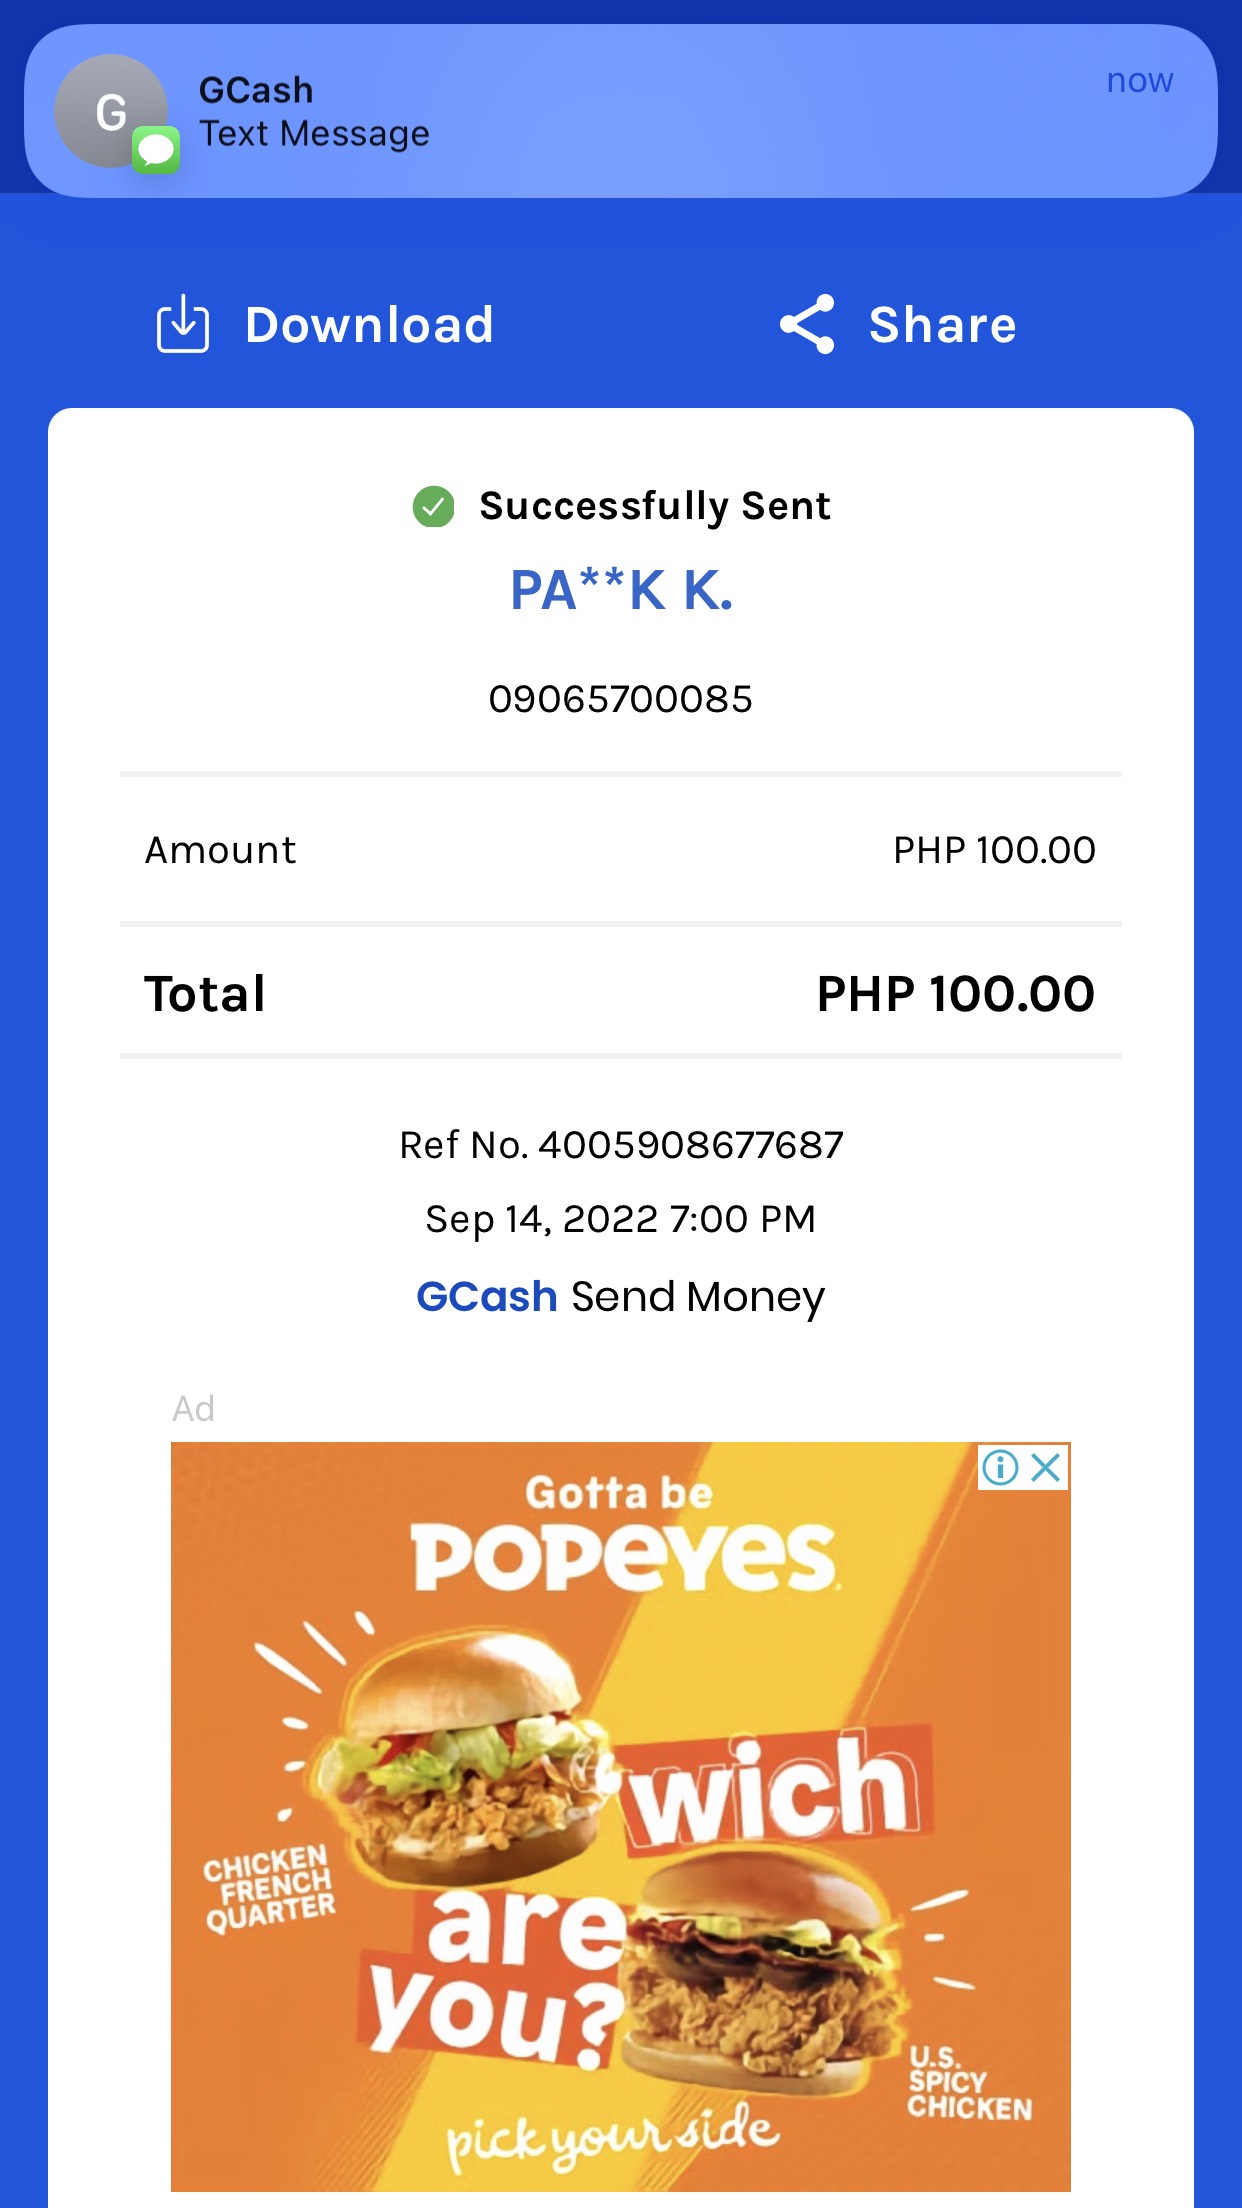 G
GCash
now
Text Message
Download
Share
Successfully Sent
PA**K K.
09065700085
Amount PHP 100.00
Total PHP 100.00
Ref No. 4005908677687
Sep 14, 2022 7:00 PM
GCash Send Money
Ad
Gotta be
POPEYES
wich
CHICKEN
FRENCH
QUARTER
are
you?
U.S.
SPICY
CHICKEN
pick your side